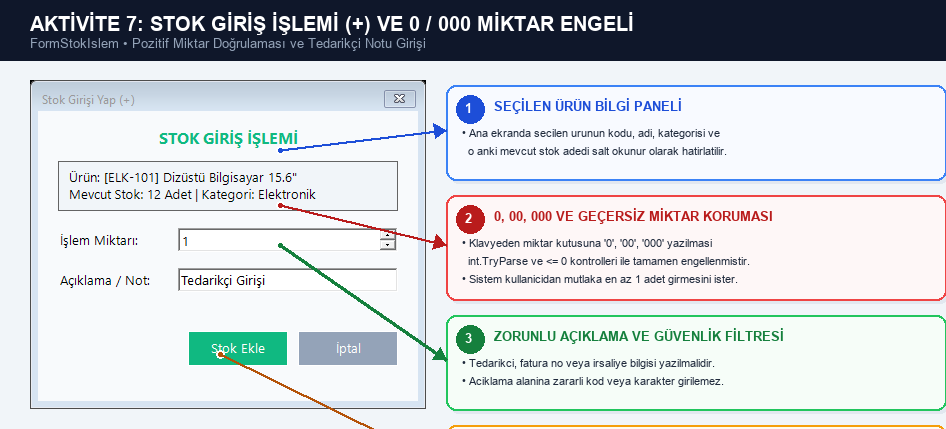 AKTİVİTE 7: STOK GİRİŞ İŞLEMİ (+) VE 0 / 000 MİKTAR ENGELİ
FormStokIslem • Pozitif Miktar Doğrulaması ve Tedarikçi Notu Girişi
Stok Girişi Yap (+)
STOK GİRİŞ İŞLEMİ
Ürün: [ELK-101] Dizüstü Bilgisayar 15.6"
Mevcut Stok: 12 Adet | Kategori: Elektronik
İşlem Miktarı:
1
Açıklama / Not:
Tedarikçi Girişi
Stok Ekle
İptal
1
SEÇİLEN ÜRÜN BİLGİ PANELİ
• Ana ekranda secilen urunun kodu, adi, kategorisi ve
o anki mevcut stok adedi salt okunur olarak hatirlatilir.
2
0, 00, 000 VE GEÇERSİZ MİKTAR KORUMASI
• Klavyeden miktar kutusuna '0', '00', '000' yazilmasi
int.TryParse ve <= 0 kontrolleri ile tamamen engellenmistir.
• Sistem kullanicidan mutlaka en az 1 adet girmesini ister.
3
ZORUNLU AÇIKLAMA VE GÜVENLİK FİLTRESİ
• Tedarikci, fatura no veya irsaliye bilgisi yazilmalidir.
• Aciklama alanina zararli kod veya karakter girilemez.